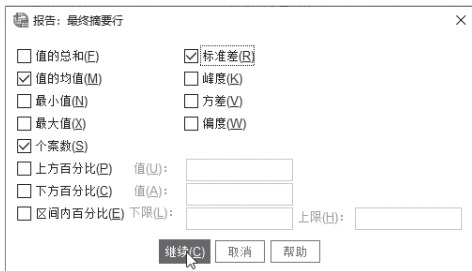 报告：最终摘要行
值的总和(F) 标准差(R)
值的均值(M) 峰度(K)
最小值(N) 方差(V)
最大值(X) 偏度(W)
个案数(S)
上方百分比(P) 值(U)：
下方百分比(C) 值(A)：
区间内百分比(E) 下限(L)： 上限(H)：
继续(C) 取消 帮助